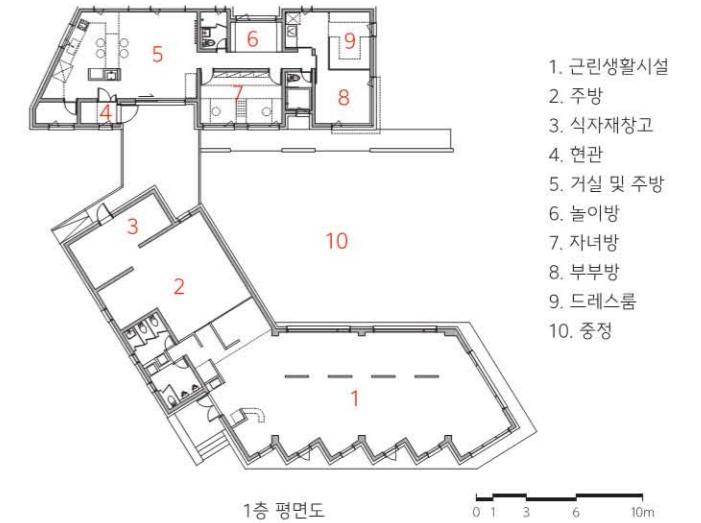 5
6
9
7
8
4
3
10
2
1
1. 근린생활시설
2. 주방
3. 식자재창고
4. 현관
5. 거실 및 주방
6. 놀이방
7. 자녀방
8. 부부방
9. 드레스룸
10. 중정
1층 평면도
0 1 3 6 10m